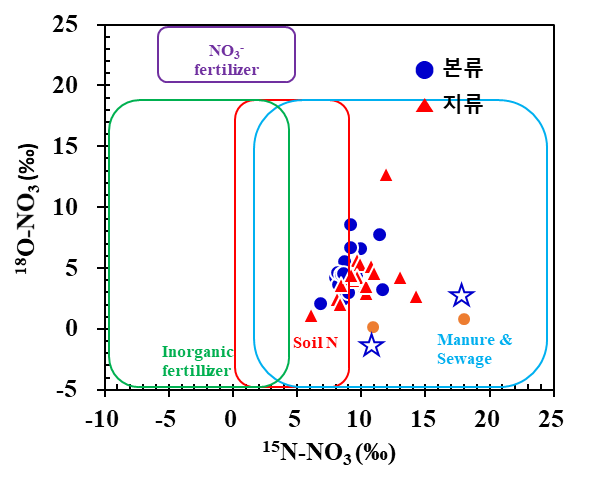 25
20
15
10
5
0
-5
-10
-5
0
5
10
15
20
25
¹⁸O-NO₃ (‰)
¹⁵N-NO₃ (‰)
NO₃⁻
fertilizer
본류
지류
Inorganic
fertillizer
Soil N
Manure &
Sewage